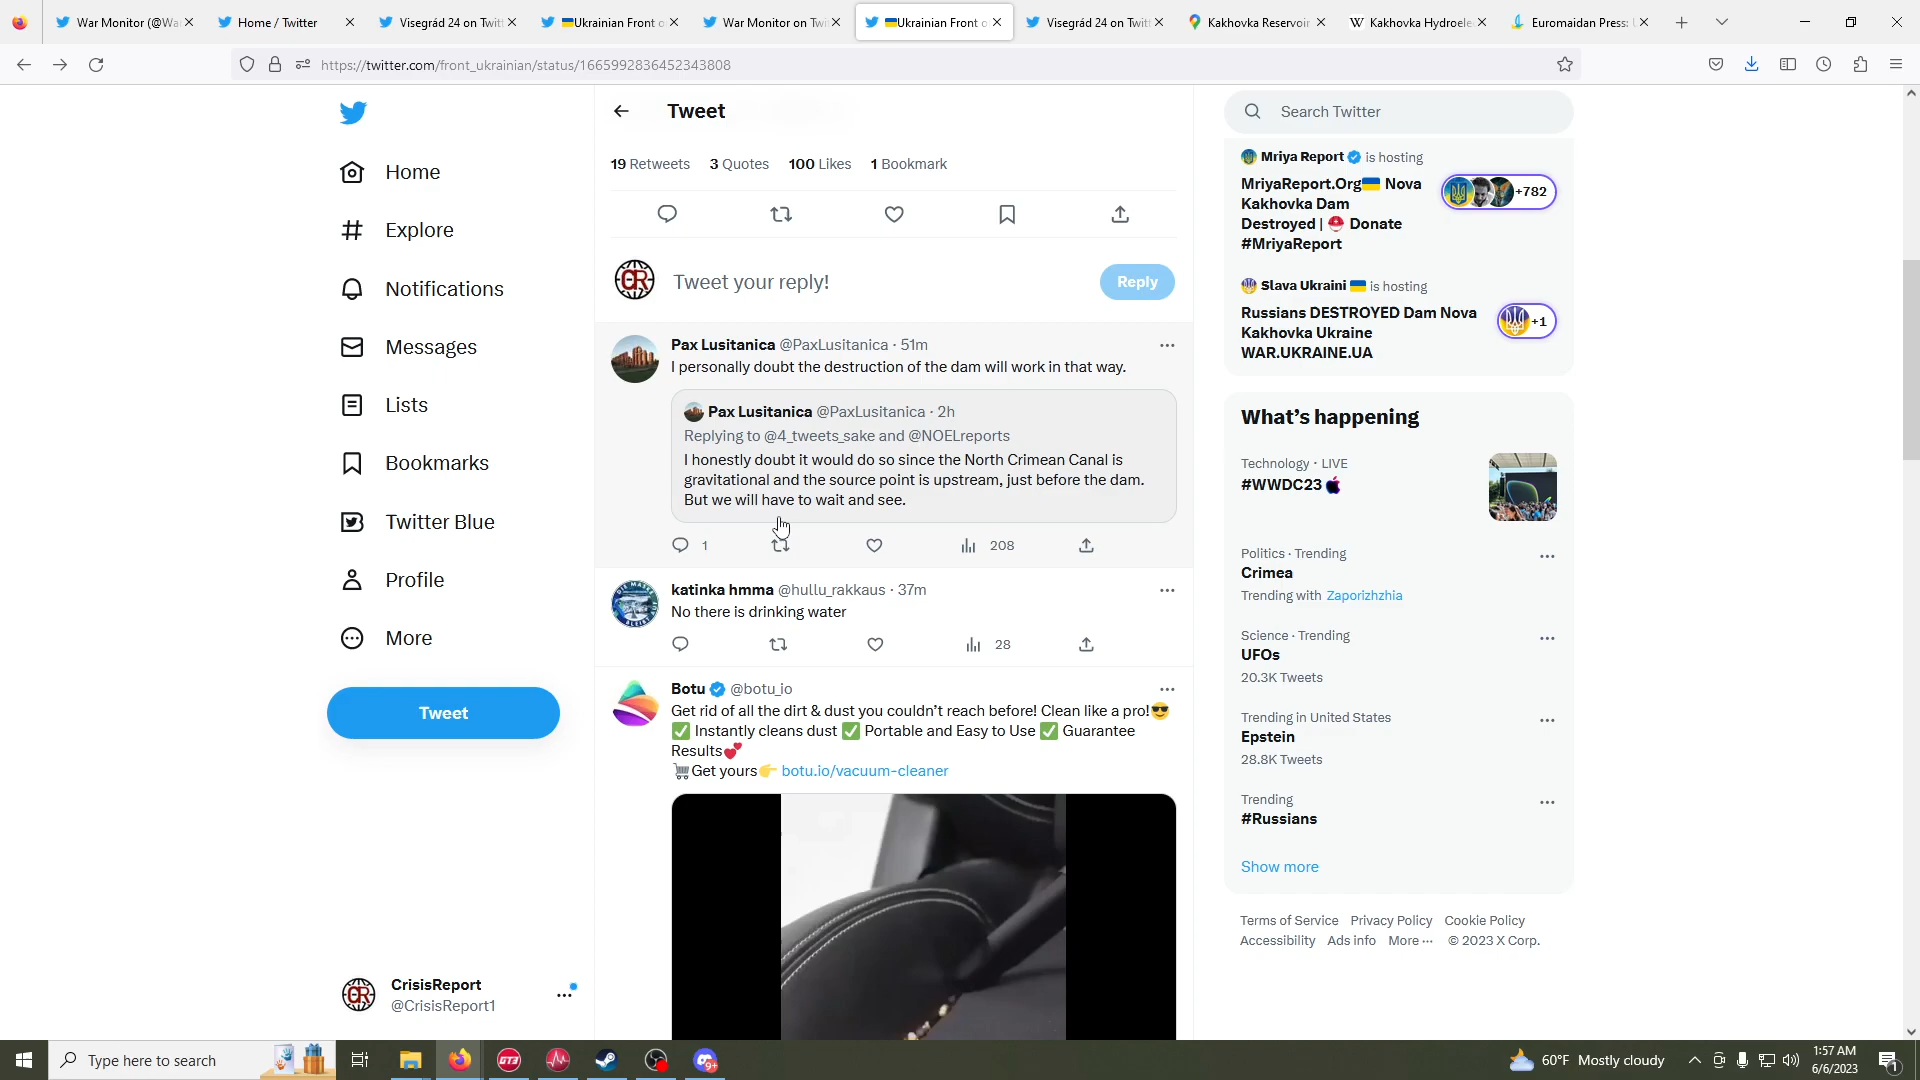 War Monitor (@Wa
Home / Twitter
Visegrád 24 on Twit
Ukrainian Front o
War Monitor on Twi
Ukrainian Front o
Visegrád 24 on Twit
Kakhovka Reservoir
Kakhovka Hydroele
Euromaidan Press:
https://twitter.com/front_ukrainian/status/1665992836452343808
Home
Explore
Notifications
Messages
Lists
Bookmarks
Twitter Blue
Profile
More
Tweet
CrisisReport
@CrisisReport1
Tweet
19 Retweets 3 Quotes 100 Likes 1 Bookmark
Tweet your reply!
Reply
Pax Lusitanica @PaxLusitanica · 51m
I personally doubt the destruction of the dam will work in that way.
Pax Lusitanica @PaxLusitanica · 2h
Replying to @4_tweets_sake and @NOELreports
I honestly doubt it would do so since the North Crimean Canal is
gravitational and the source point is upstream, just before the dam.
But we will have to wait and see.
1
208
katinka hmma @hullu_rakkaus · 37m
No there is drinking water
28
Botu @botu_io
Get rid of all the dirt & dust you couldn't reach before! Clean like a pro!😎
✅ Instantly cleans dust ✅ Portable and Easy to Use ✅ Guarantee
Results💕
🛒Get yours👉 botu.io/vacuum-cleaner
Search Twitter
Mriya Report is hosting
MriyaReport.Org🇺🇦 Nova
Kakhovka Dam
Destroyed | ⛑ Donate
#MriyaReport
+782
Slava Ukraini 🇺🇦 is hosting
Russians DESTROYED Dam Nova
Kakhovka Ukraine
WAR.UKRAINE.UA
+1
What's happening
Technology · LIVE
#WWDC23
Politics · Trending
Crimea
Trending with Zaporizhzhia
Science · Trending
UFOs
20.3K Tweets
Trending in United States
Epstein
28.8K Tweets
Trending
#Russians
Show more
Terms of Service Privacy Policy Cookie Policy
Accessibility Ads info More ··· © 2023 X Corp.
Type here to search
GT3
9+
60°F Mostly cloudy
1:57 AM
6/6/2023
1